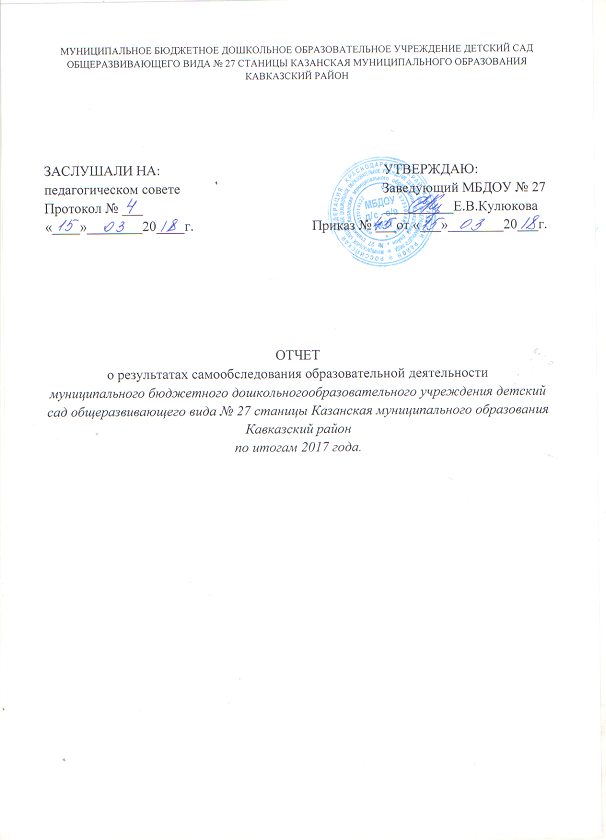 МУНИЦИПАЛЬНОЕ БЮДЖЕТНОЕ ДОШКОЛЬНОЕ ОБРАЗОВАТЕЛЬНОЕ УЧРЕЖДЕНИЕ ДЕТСКИЙ САД
ОБЩЕРАЗВИВАЮЩЕГО ВИДА № 27 СТАНИЦЫ КАЗАНСКАЯ МУНИЦИПАЛЬНОГО ОБРАЗОВАНИЯ
КАВКАЗСКИЙ РАЙОН
ЗАСЛУШАЛИ НА:
педагогическом совете
Протокол № 4
«15» 03 2018г.
УТВЕРЖДАЮ:
Заведующий МБДОУ № 27
Е.В.Кулюкова
Приказ № от « » 03 2018г.
МБДОУ
ОТЧЕТ
о результатах самообследования образовательной деятельности
муниципального бюджетного дошкольногообразовательного учреждения детский
сад общеразвивающего вида № 27 станицы Казанская муниципального образования
Кавказский район
по итогам 2017 года.